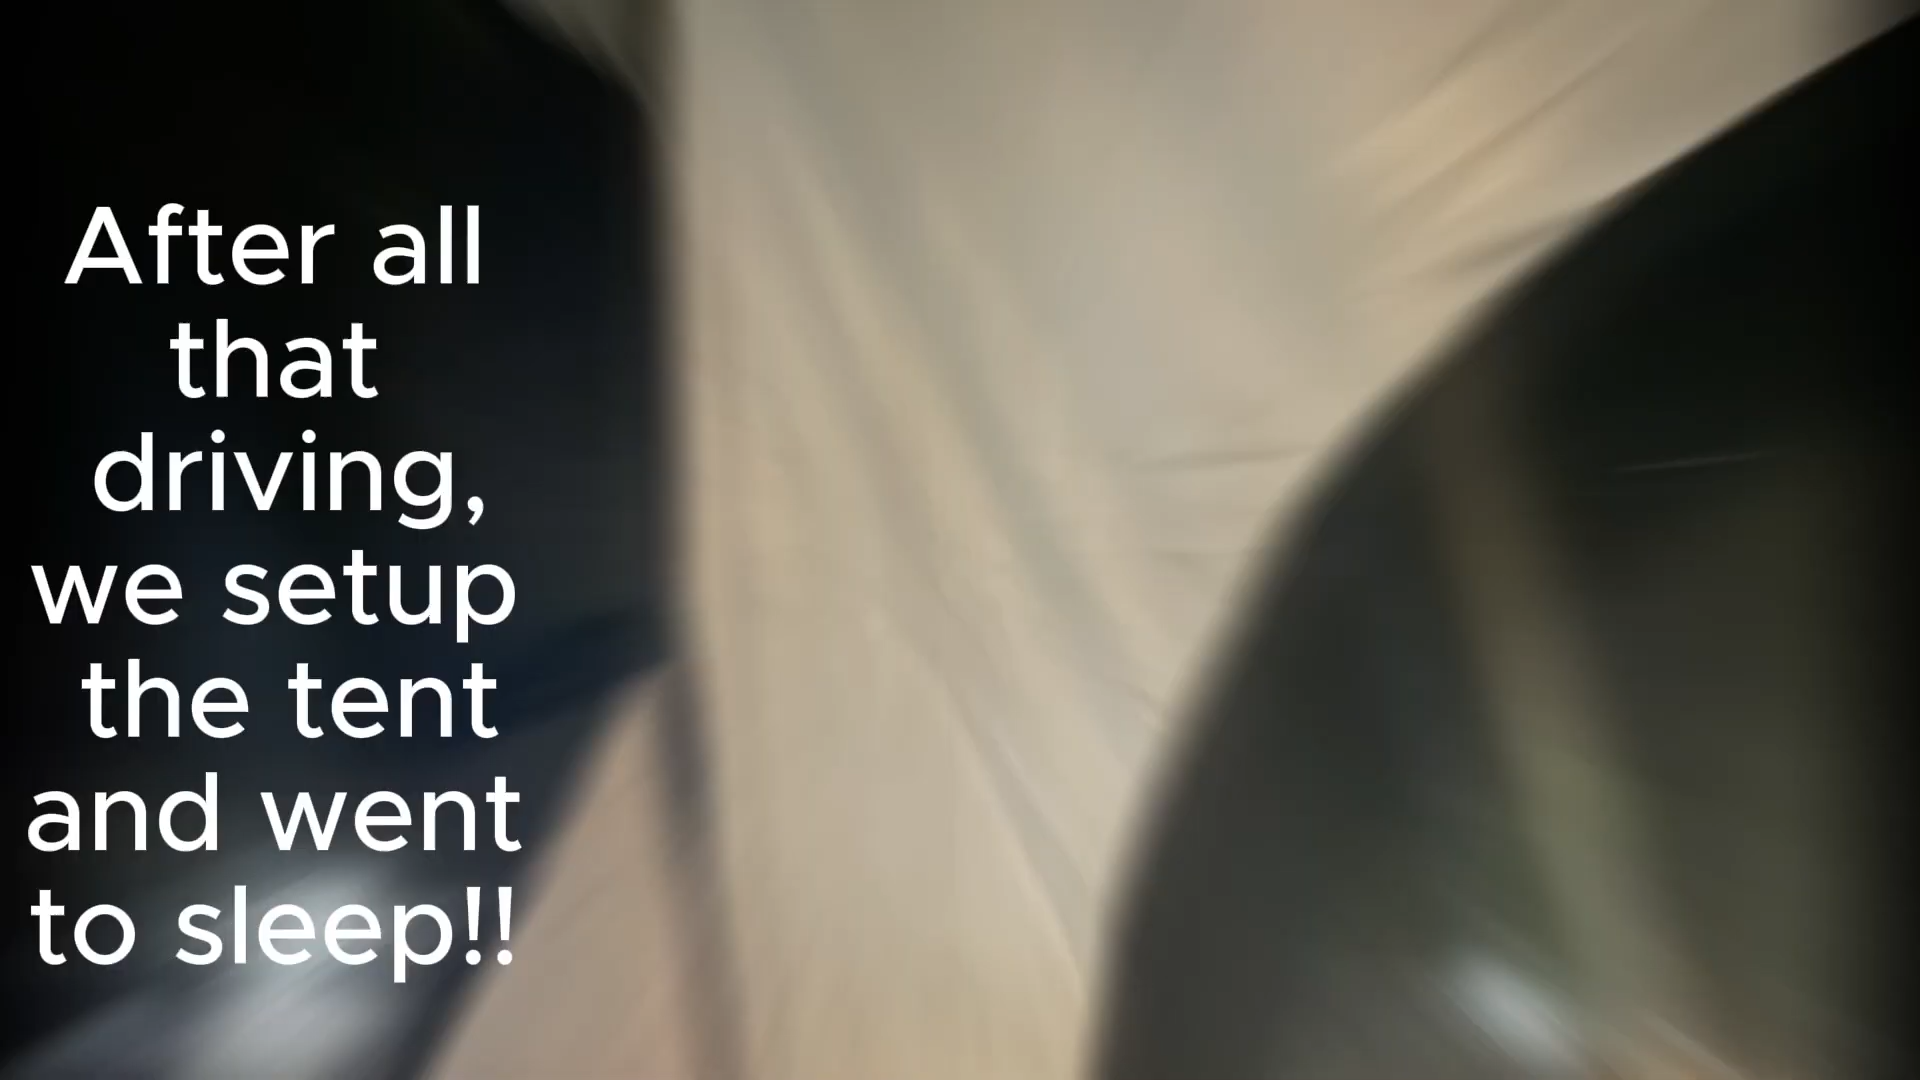 After all
that
driving,
we setup
the tent
and went
to sleep!!